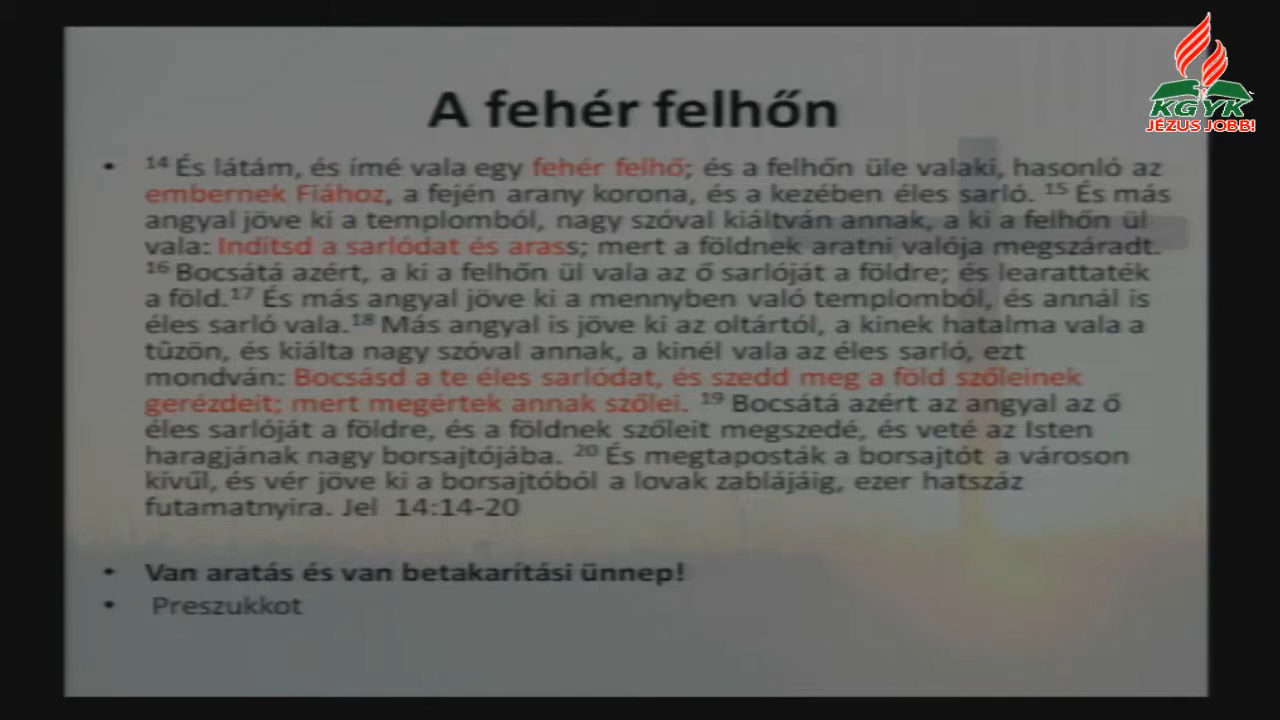 A fehér felhőn
KGYK
JÉZUS JOBB!
• 14 És látám, és ímé vala egy fehér felhő; és a felhőn üle valaki, hasonló az
embernek Fiához, a fején arany korona, és a kezében éles sarló. 15 És más
angyal jöve ki a templomból, nagy szóval kiáltván annak, a ki a felhőn ül
vala: Indítsd a sarlódat és arass; mert a földnek aratni valója megszáradt.
16 Bocsátá azért, a ki a felhőn ül vala az ő sarlóját a földre; és learattaték
a föld.17 És más angyal jöve ki a mennyben való templomból, és annál is
éles sarló vala.18 Más angyal is jöve ki az oltártól, a kinek hatalma vala a
tûzön, és kiálta nagy szóval annak, a kinél vala az éles sarló, ezt
mondván: Bocsásd a te éles sarlódat, és szedd meg a föld szőleinek
gerézdeit; mert megértek annak szőlei. 19 Bocsátá azért az angyal az ő
éles sarlóját a földre, és a földnek szőleit megszedé, és veté az Isten
haragjának nagy borsajtójába. 20 És megtaposták a borsajtót a városon
kívűl, és vér jöve ki a borsajtóból a lovak zablájáig, ezer hatszáz
futamatnyira. Jel 14:14-20
• Van aratás és van betakarítási ünnep!
• Preszukkot